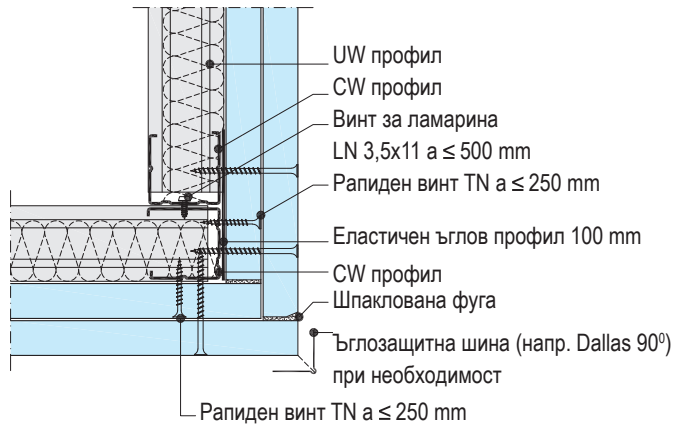 UW профил
CW профил
Винт за ламарина
LN 3,5x11 a ≤ 500 mm
Рапиден винт TN a ≤ 250 mm
Еластичен ъглов профил 100 mm
CW профил
Шпаклована фуга
Ъглозащитна шина (напр. Dallas 90⁰)
при необходимост
Рапиден винт TN a ≤ 250 mm